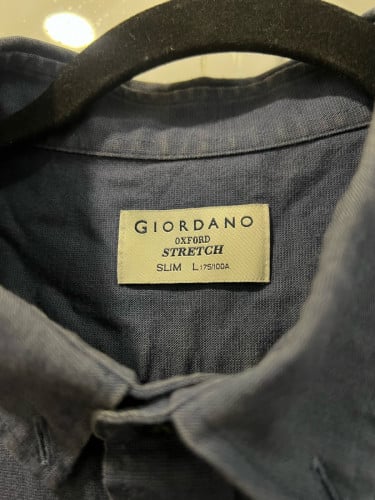 GIORDANO
OXFORD
STRETCH
SLIM L 175/100A